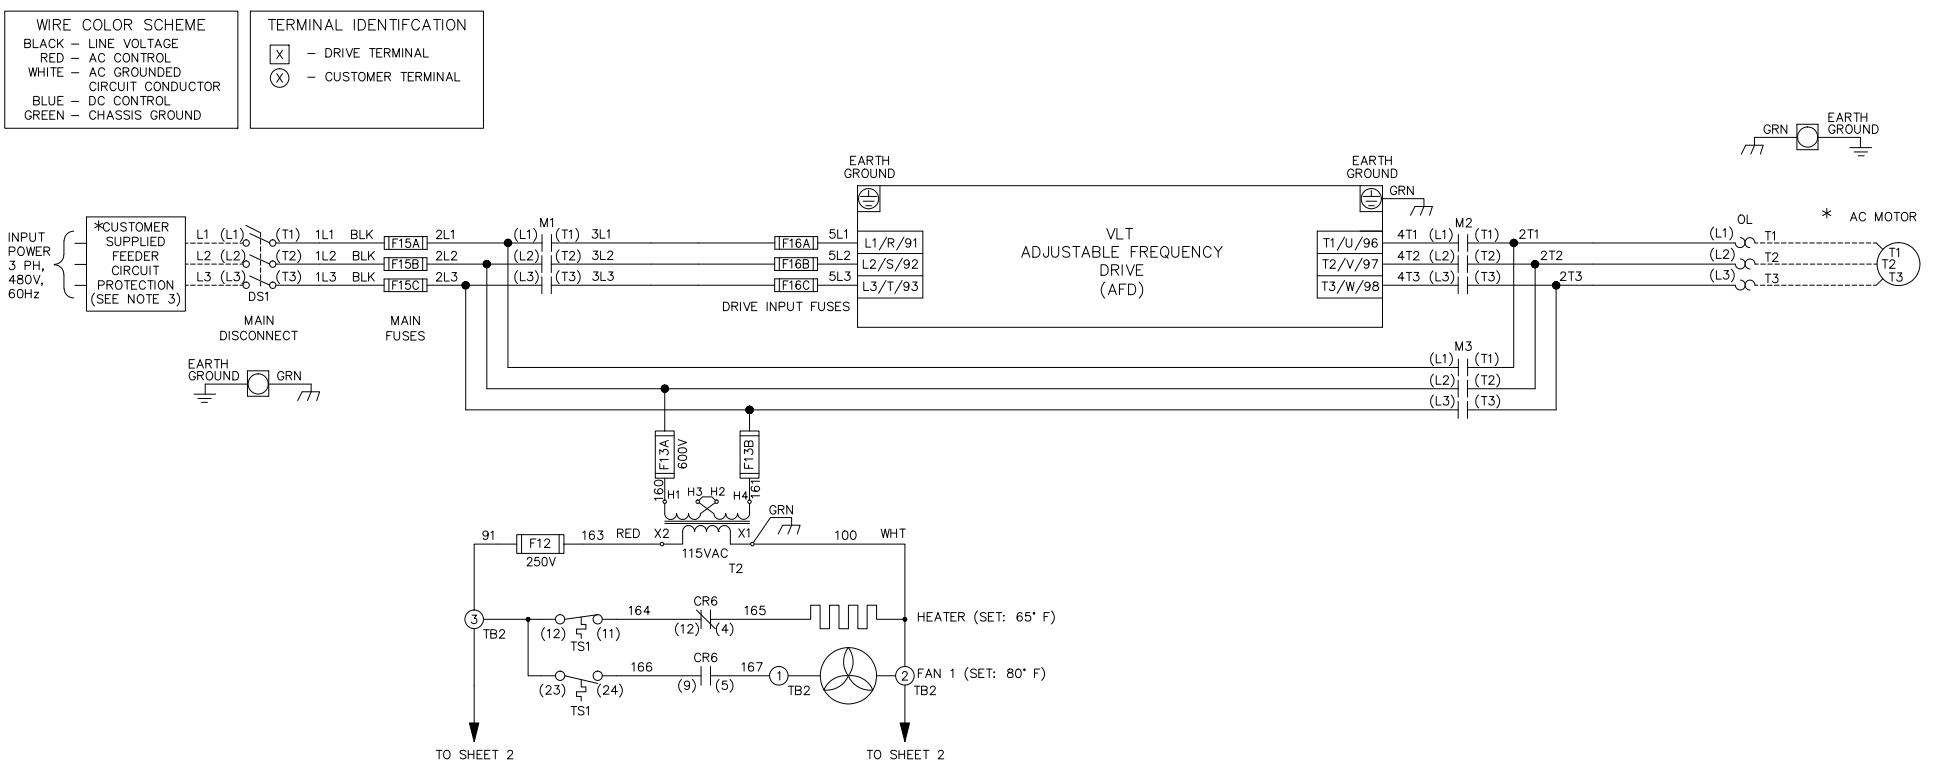 WIRE COLOR SCHEME
BLACK – LINE VOLTAGE
RED – AC CONTROL
WHITE – AC GROUNDED
CIRCUIT CONDUCTOR
BLUE – DC CONTROL
GREEN – CHASSIS GROUND
TERMINAL IDENTIFCATION
X – DRIVE TERMINAL
X – CUSTOMER TERMINAL
GRN
EARTH
GROUND
EARTH
GROUND
EARTH
GROUND
GRN
INPUT
POWER
3 PH,
480V,
60Hz
*CUSTOMER
SUPPLIED
FEEDER
CIRCUIT
PROTECTION
(SEE NOTE 3)
L1 (L1) (T1) 1L1 BLK F15A 2L1 (L1) M1 (T1) 3L1 F16A 5L1 L1/R/91
L2 (L2) (T2) 1L2 BLK F15B 2L2 (L2) (T2) 3L2 F16B 5L2 L2/S/92
L3 (L3) (T3) 1L3 BLK F15C 2L3 (L3) (T3) 3L3 F16C 5L3 L3/T/93
DS1
MAIN
DISCONNECT
MAIN
FUSES
DRIVE INPUT FUSES
VLT
ADJUSTABLE FREQUENCY
DRIVE
(AFD)
T1/U/96 4T1 (L1) M2 (T1) 2T1
T2/V/97 4T2 (L2) (T2) 2T2
T3/W/98 4T3 (L3) (T3) 2T3
OL
(L1) T1
(L2) T2
(L3) T3
* AC MOTOR
T1
T2
T3
M3
(L1) (T1)
(L2) (T2)
(L3) (T3)
EARTH
GROUND
GRN
F13A
600V
F13B
160
161
H1 H3 H2 H4
GRN
91 F12 163 RED X2 X1 100 WHT
250V
115VAC
T2
3
TB2
164 CR6 165
(12) (11) (12) (4)
TS1
HEATER (SET: 65° F)
166 CR6 167
(23) (24) (9) (5)
TS1
1
TB2
2
TB2
FAN 1 (SET: 80° F)
TO SHEET 2
TO SHEET 2